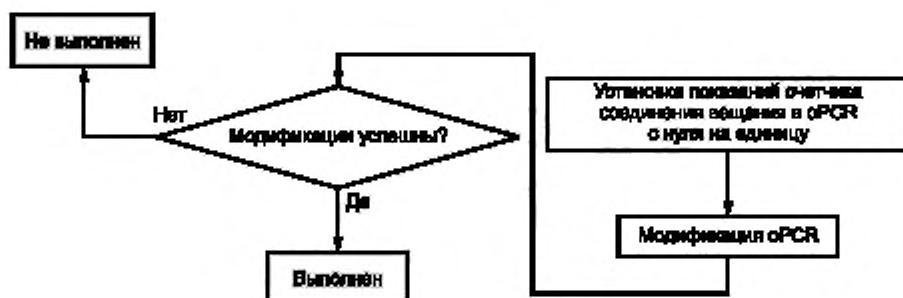 Не выполнен
Нет
Модификации успешны?
Да
Выполнен
Установка показаний счетчика
соединения вещания в oPCR
с нуля на единицу
Модификация oPCR